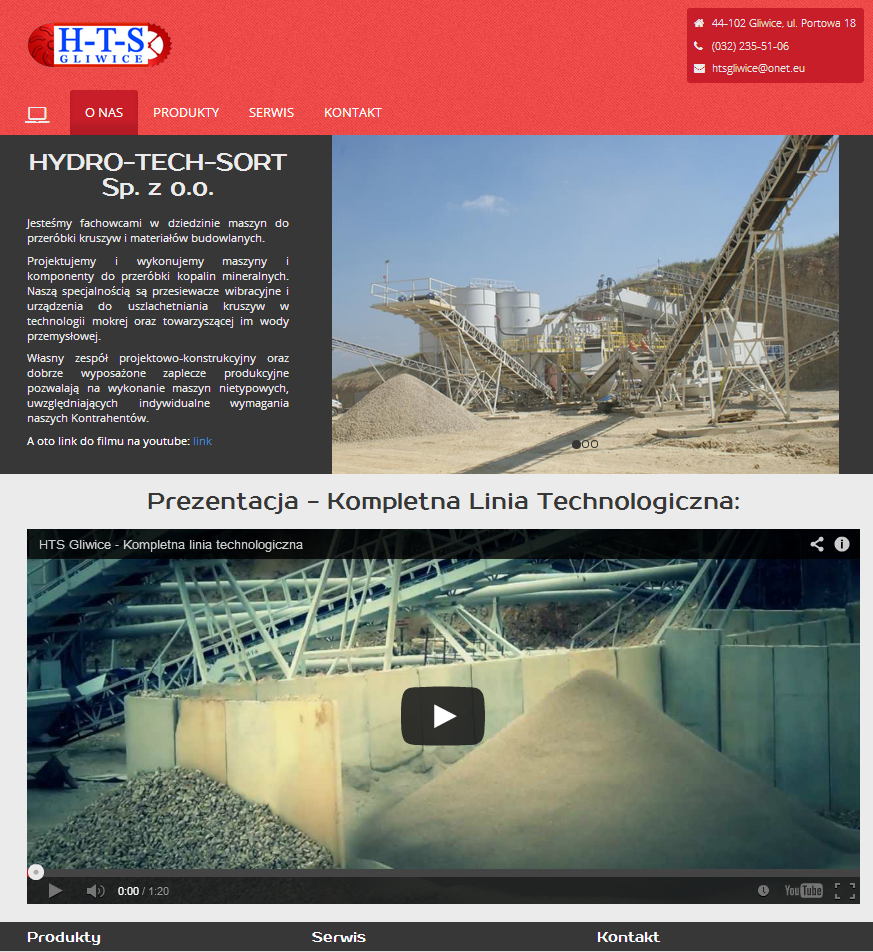 H-T-S
GLIWICE
44-102 Gliwice, ul. Portowa 18
(032) 235-51-06
htsgliwice@onet.eu
O NAS
PRODUKTY
SERWIS
KONTAKT
HYDRO-TECH-SORT
Sp. z o.o.
Jesteśmy fachowcami w dziedzinie maszyn do
przeróbki kruszyw i materiałów budowlanych.
Projektujemy i wykonujemy maszyny i
komponenty do przeróbki kopalin mineralnych.
Naszą specjalnością są przesiewacze wibracyjne i
urządzenia do uszlachetniania kruszyw w
technologii mokrej oraz towarzyszącej im wody
przemysłowej.
Własny zespół projektowo-konstrukcyjny oraz
dobrze wyposażone zaplecze produkcyjne
pozwalają na wykonanie maszyn nietypowych,
uwzględniających indywidualne wymagania
naszych Kontrahentów.
A oto link do filmu na youtube: link
Prezentacja - Kompletna Linia Technologiczna:
HTS Gliwice - Kompletna linia technologiczna
0:00 / 1:20
YouTube
Produkty
Serwis
Kontakt